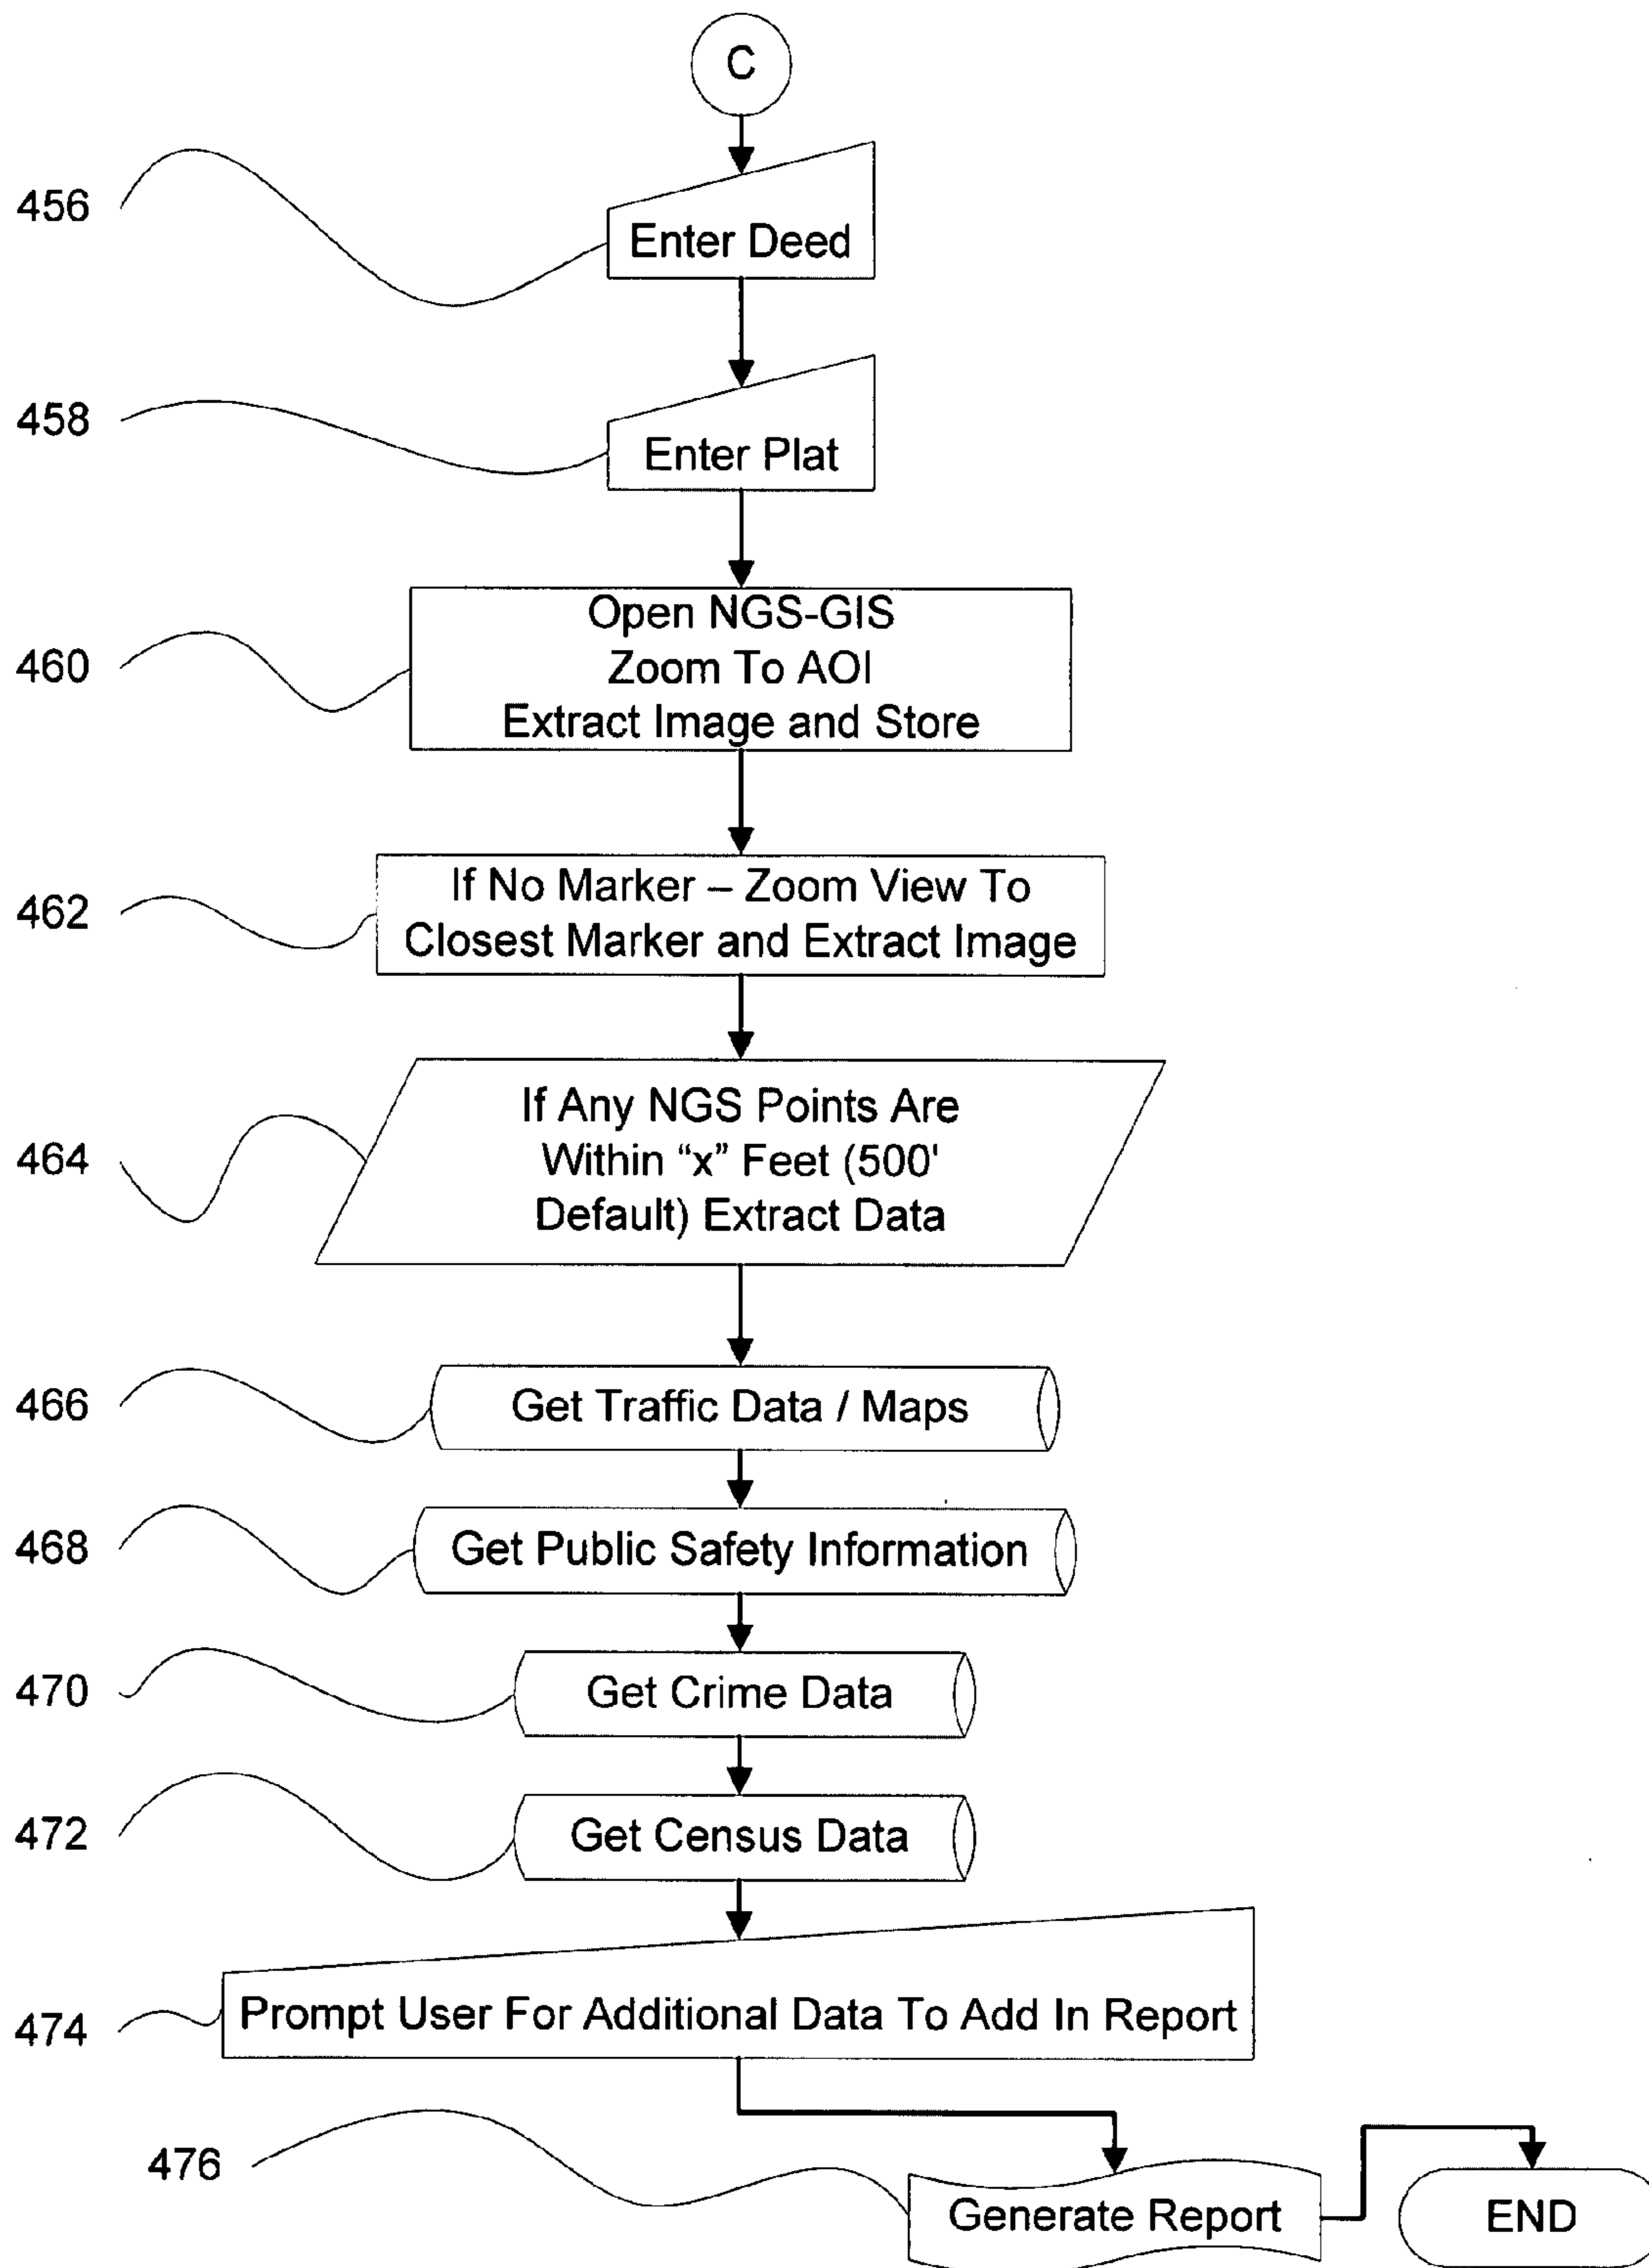 C
456
Enter Deed
458
Enter Plat
460
Open NGS-GIS
Zoom To AOI
Extract Image and Store
462
If No Marker – Zoom View To
Closest Marker and Extract Image
464
If Any NGS Points Are
Within “x” Feet (500'
Default) Extract Data
466
Get Traffic Data / Maps
468
Get Public Safety Information
470
Get Crime Data
472
Get Census Data
474
Prompt User For Additional Data To Add In Report
476
Generate Report
END